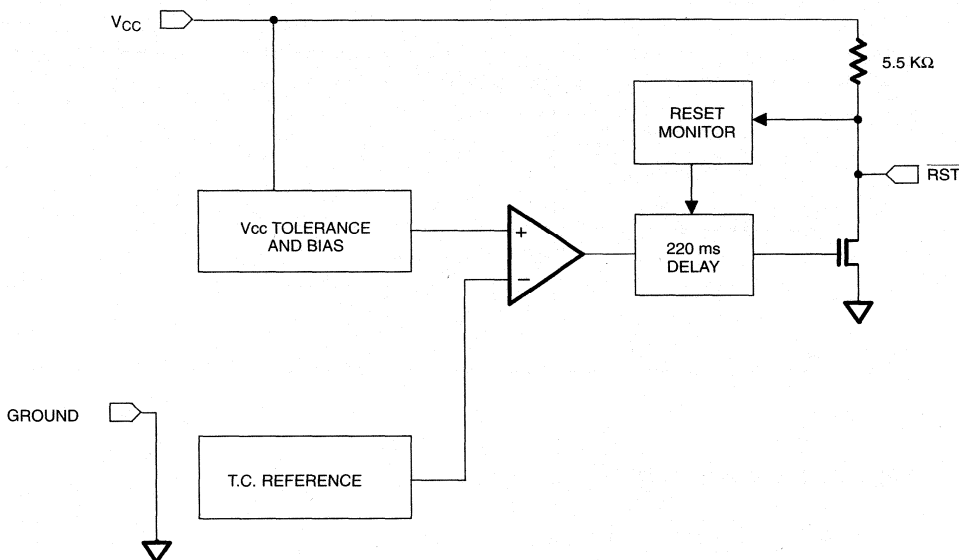 VCC
5.5 KΩ
RESET
MONITOR
RST
Vcc TOLERANCE
AND BIAS
+
−
220 ms
DELAY
GROUND
T.C. REFERENCE